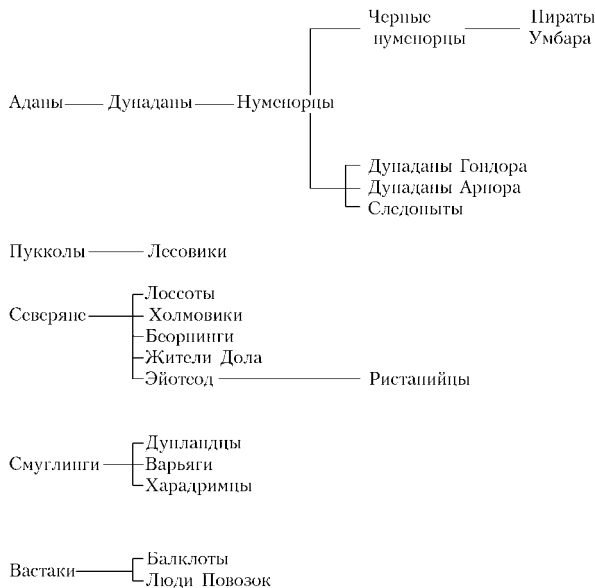 Черные Пираты
нуменорцы Умбара
Аданы Дунаданы Нуменорцы
Дунаданы Гондора
Дунаданы Арнора
Следопыты
Пукколы Лесовики
Лоссоты
Северяне Холмовики
Беорнинги
Жители Дола
Эйотеод Ристанийцы
Дунландцы
Смуглинги Варьяги
Харадримцы
Балклоты
Вастаки
Люди Повозок